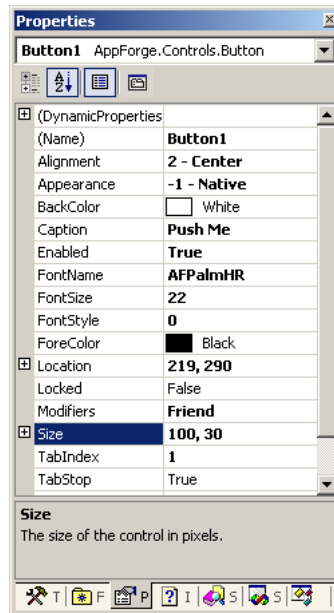 Properties
Button1 AppForge.Controls.Button
(DynamicProperties
(Name) Button1
Alignment 2 - Center
Appearance -1 - Native
BackColor White
Caption Push Me
Enabled True
FontName AFPalmHR
FontSize 22
FontStyle 0
ForeColor Black
Location 219, 290
Locked False
Modifiers Friend
Size 100, 30
TabIndex 1
TabStop True
Size
The size of the control in pixels.
T F P I S S